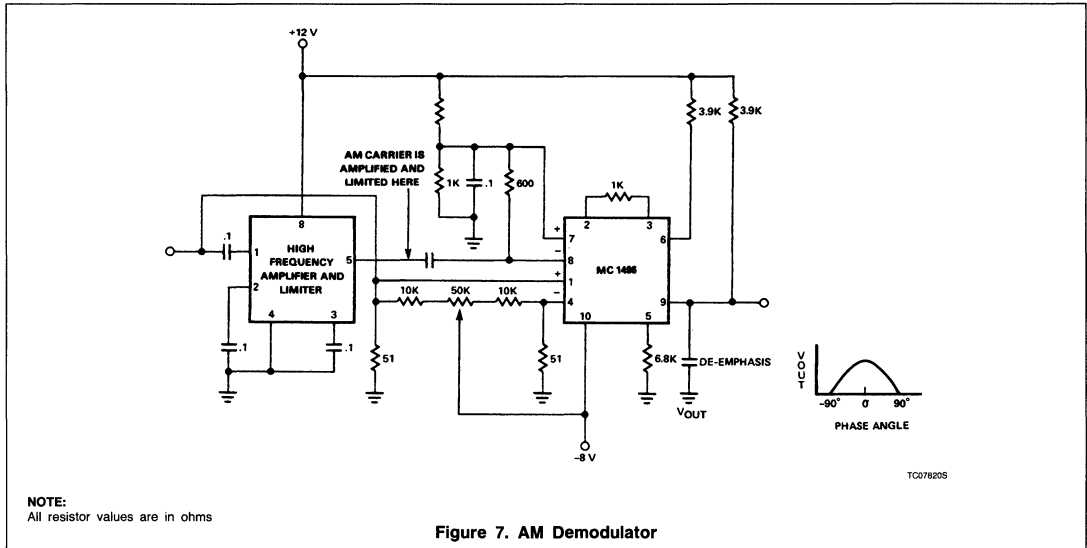 +12 V
3.9K
3.9K
AM CARRIER IS
AMPLIFIED AND
LIMITED HERE
1K
.1
600
1K
8
2
3
.1
1
HIGH
FREQUENCY
AMPLIFIER AND
LIMITER
5
+
7
6
−
8
MC 1496
+
1
2
10K
50K
10K
−
4
9
4
3
10
5
.1
.1
51
51
6.8K
DE-EMPHASIS
VOUT
VOUT
−90°
0°
90°
PHASE ANGLE
−8 V
TC07820S
NOTE:
All resistor values are in ohms
Figure 7. AM Demodulator